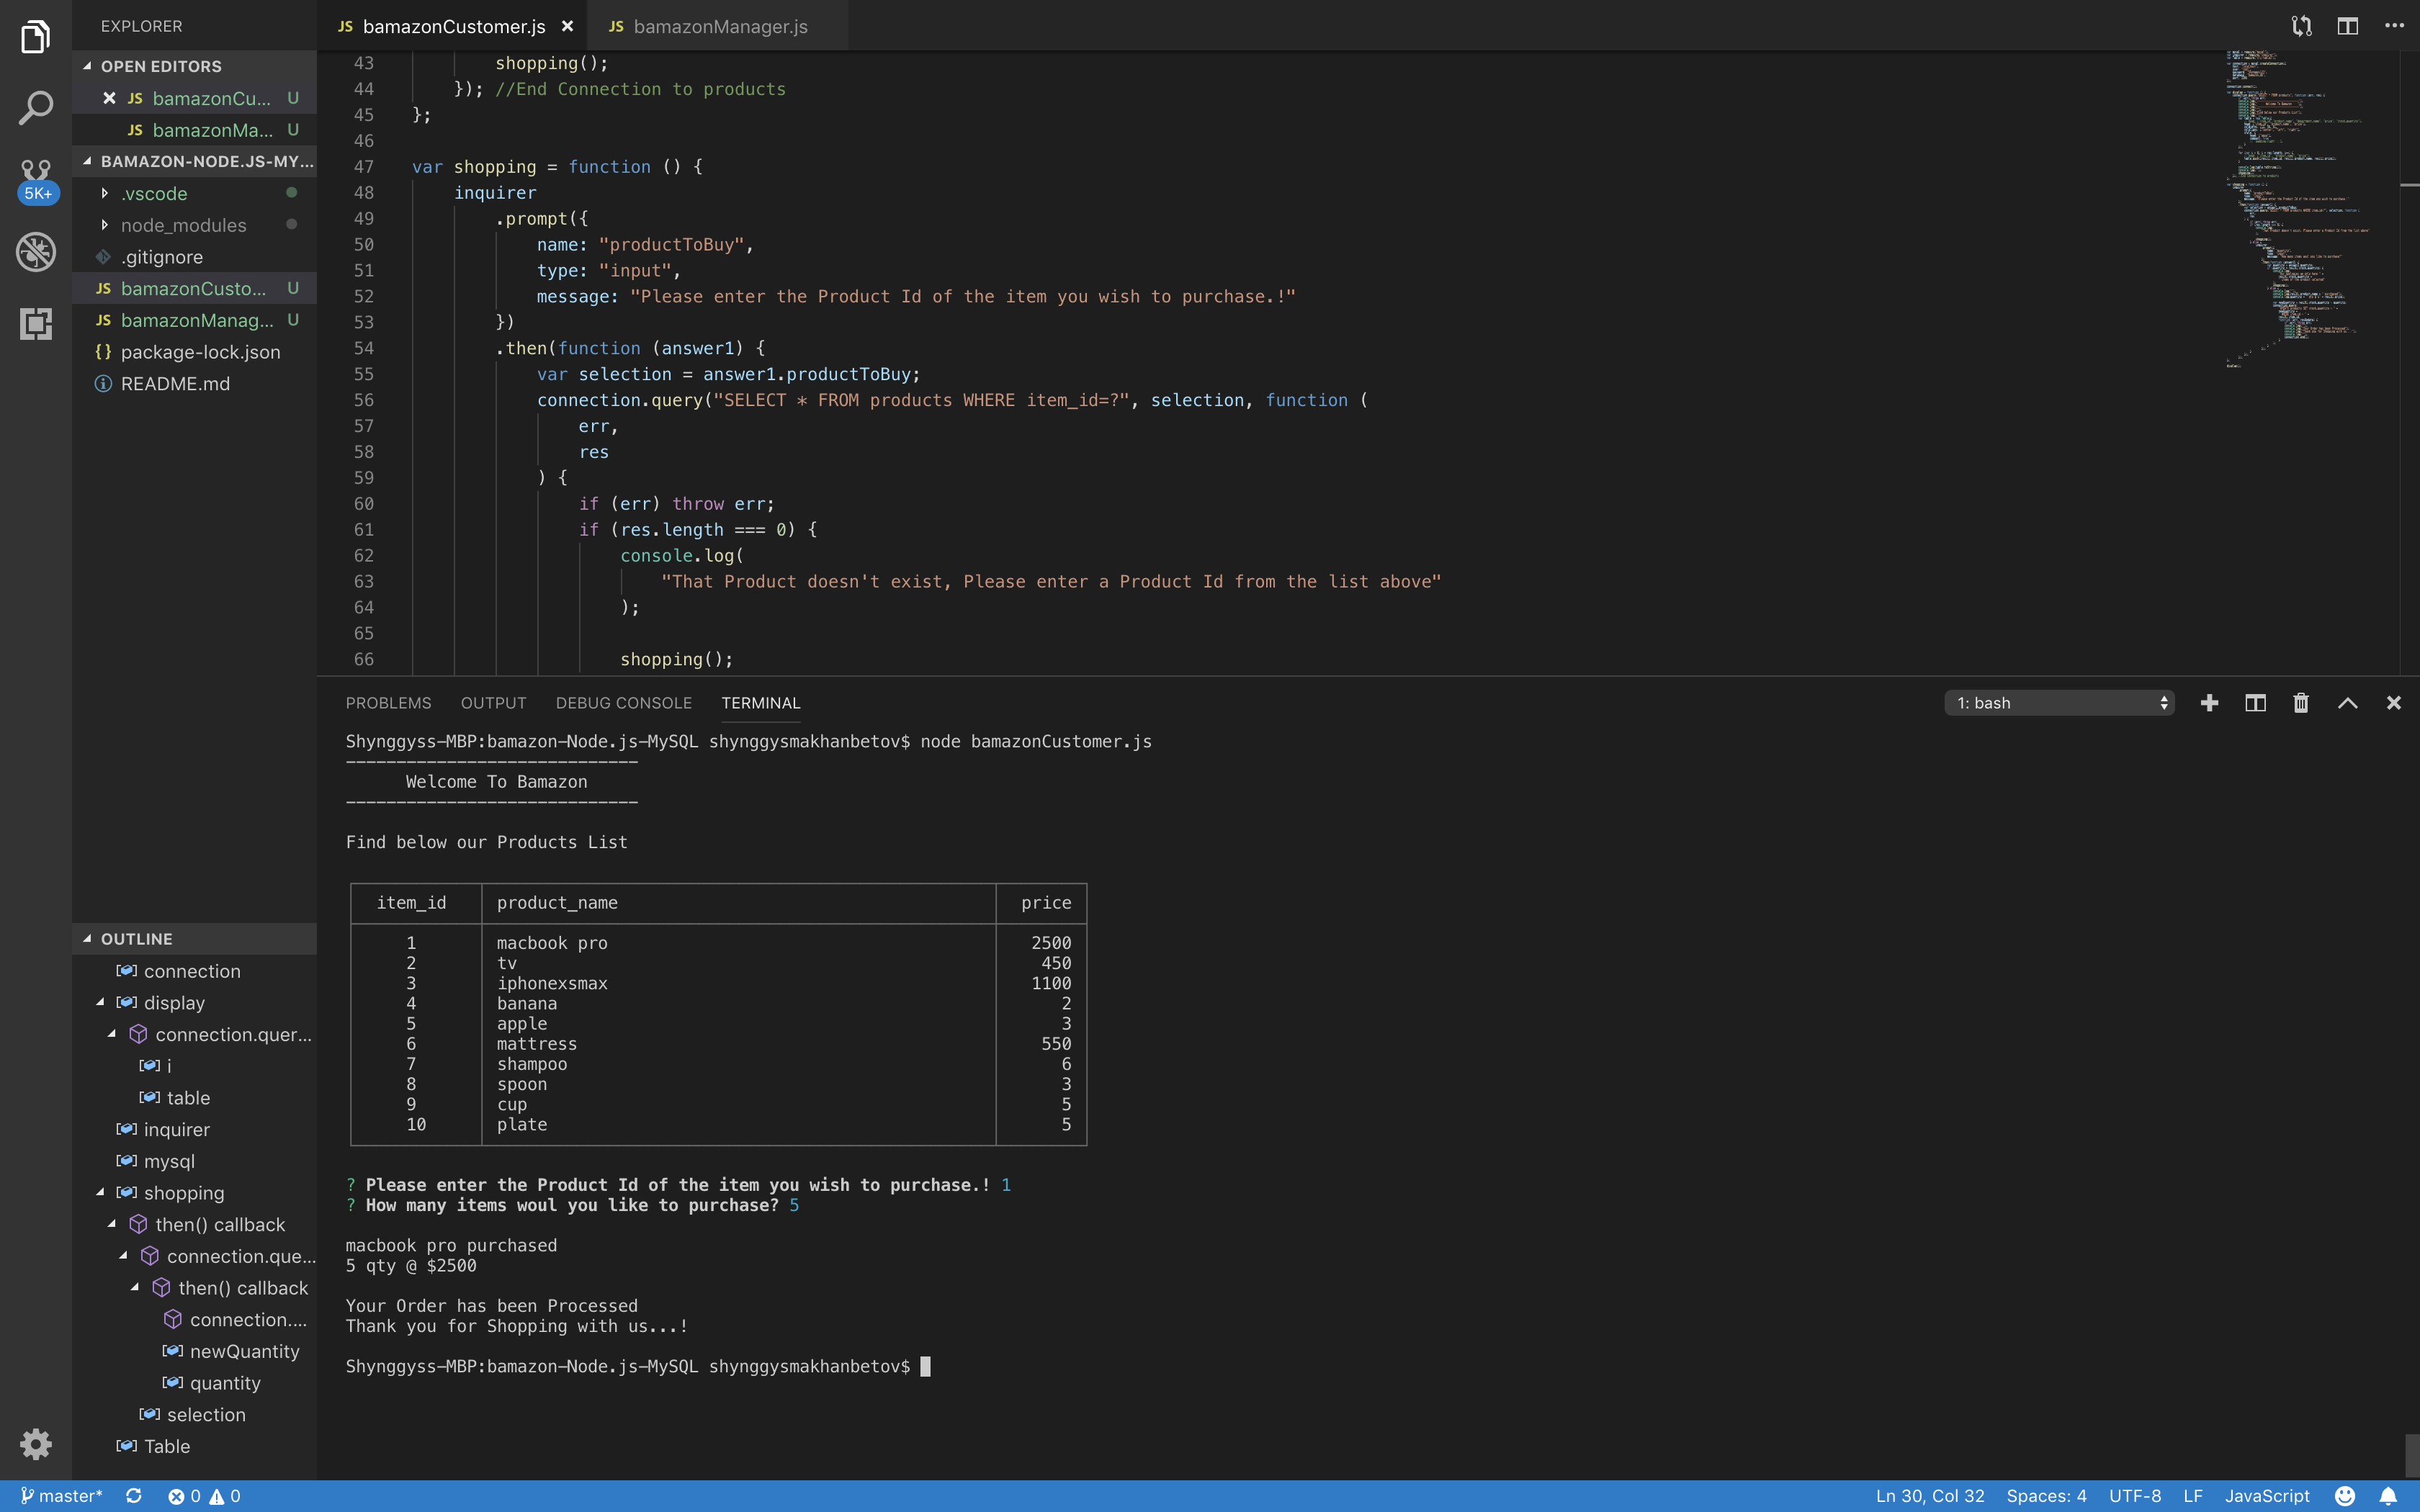 EXPLORER
OPEN EDITORS
JS bamazonCu... U
JS bamazonMa... U
BAMAZON-NODE.JS-MY...
.vscode
node_modules
.gitignore
JS bamazonCusto... U
JS bamazonManag... U
{} package-lock.json
README.md
5K+
OUTLINE
connection
display
connection.quer...
i
table
inquirer
mysql
shopping
then() callback
connection.que...
then() callback
connection....
newQuantity
quantity
selection
Table
JS bamazonCustomer.js
JS bamazonManager.js
43 shopping();
44 }); //End Connection to products
45 };
46
47 var shopping = function () {
48 inquirer
49 .prompt({
50 name: "productToBuy",
51 type: "input",
52 message: "Please enter the Product Id of the item you wish to purchase.!"
53 })
54 .then(function (answer1) {
55 var selection = answer1.productToBuy;
56 connection.query("SELECT * FROM products WHERE item_id=?", selection, function (
57 err,
58 res
59 ) {
60 if (err) throw err;
61 if (res.length === 0) {
62 console.log(
63 "That Product doesn't exist, Please enter a Product Id from the list above"
64 );
65
66 shopping();
PROBLEMS OUTPUT DEBUG CONSOLE TERMINAL 1: bash
Shynggyss-MBP:bamazon-Node.js-MySQL shynggysmakhanbetov$ node bamazonCustomer.js
-----------------------------
Welcome To Bamazon
-----------------------------
Find below our Products List
item_id product_name price
1 macbook pro 2500
2 tv 450
3 iphonexsmax 1100
4 banana 2
5 apple 3
6 mattress 550
7 shampoo 6
8 spoon 3
9 cup 5
10 plate 5
? Please enter the Product Id of the item you wish to purchase.! 1
? How many items woul you like to purchase? 5
macbook pro purchased
5 qty @ $2500
Your Order has been Processed
Thank you for Shopping with us...!
Shynggyss-MBP:bamazon-Node.js-MySQL shynggysmakhanbetov$
master* 0 0 Ln 30, Col 32 Spaces: 4 UTF-8 LF JavaScript